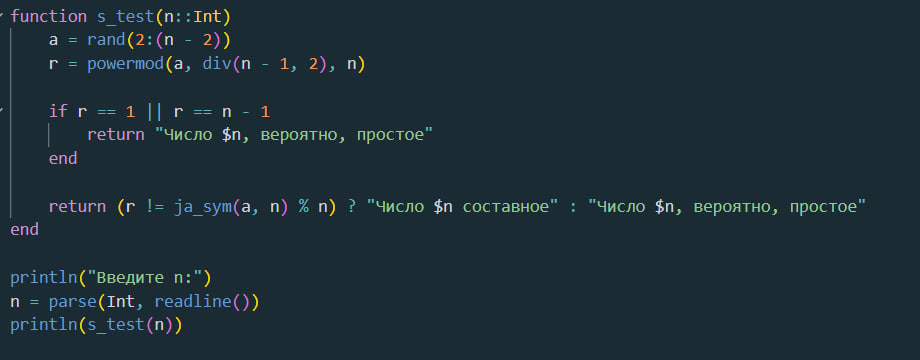 function s_test(n::Int)
    a = rand(2:(n - 2))
    r = powermod(a, div(n - 1, 2), n)
    if r == 1 || r == n - 1
        return "Число $n, вероятно, простое"
    end
    return (r != ja_sym(a, n) % n) ? "Число $n составное" : "Число $n, вероятно, простое"
end
println("Введите n:")
n = parse(Int, readline())
println(s_test(n))